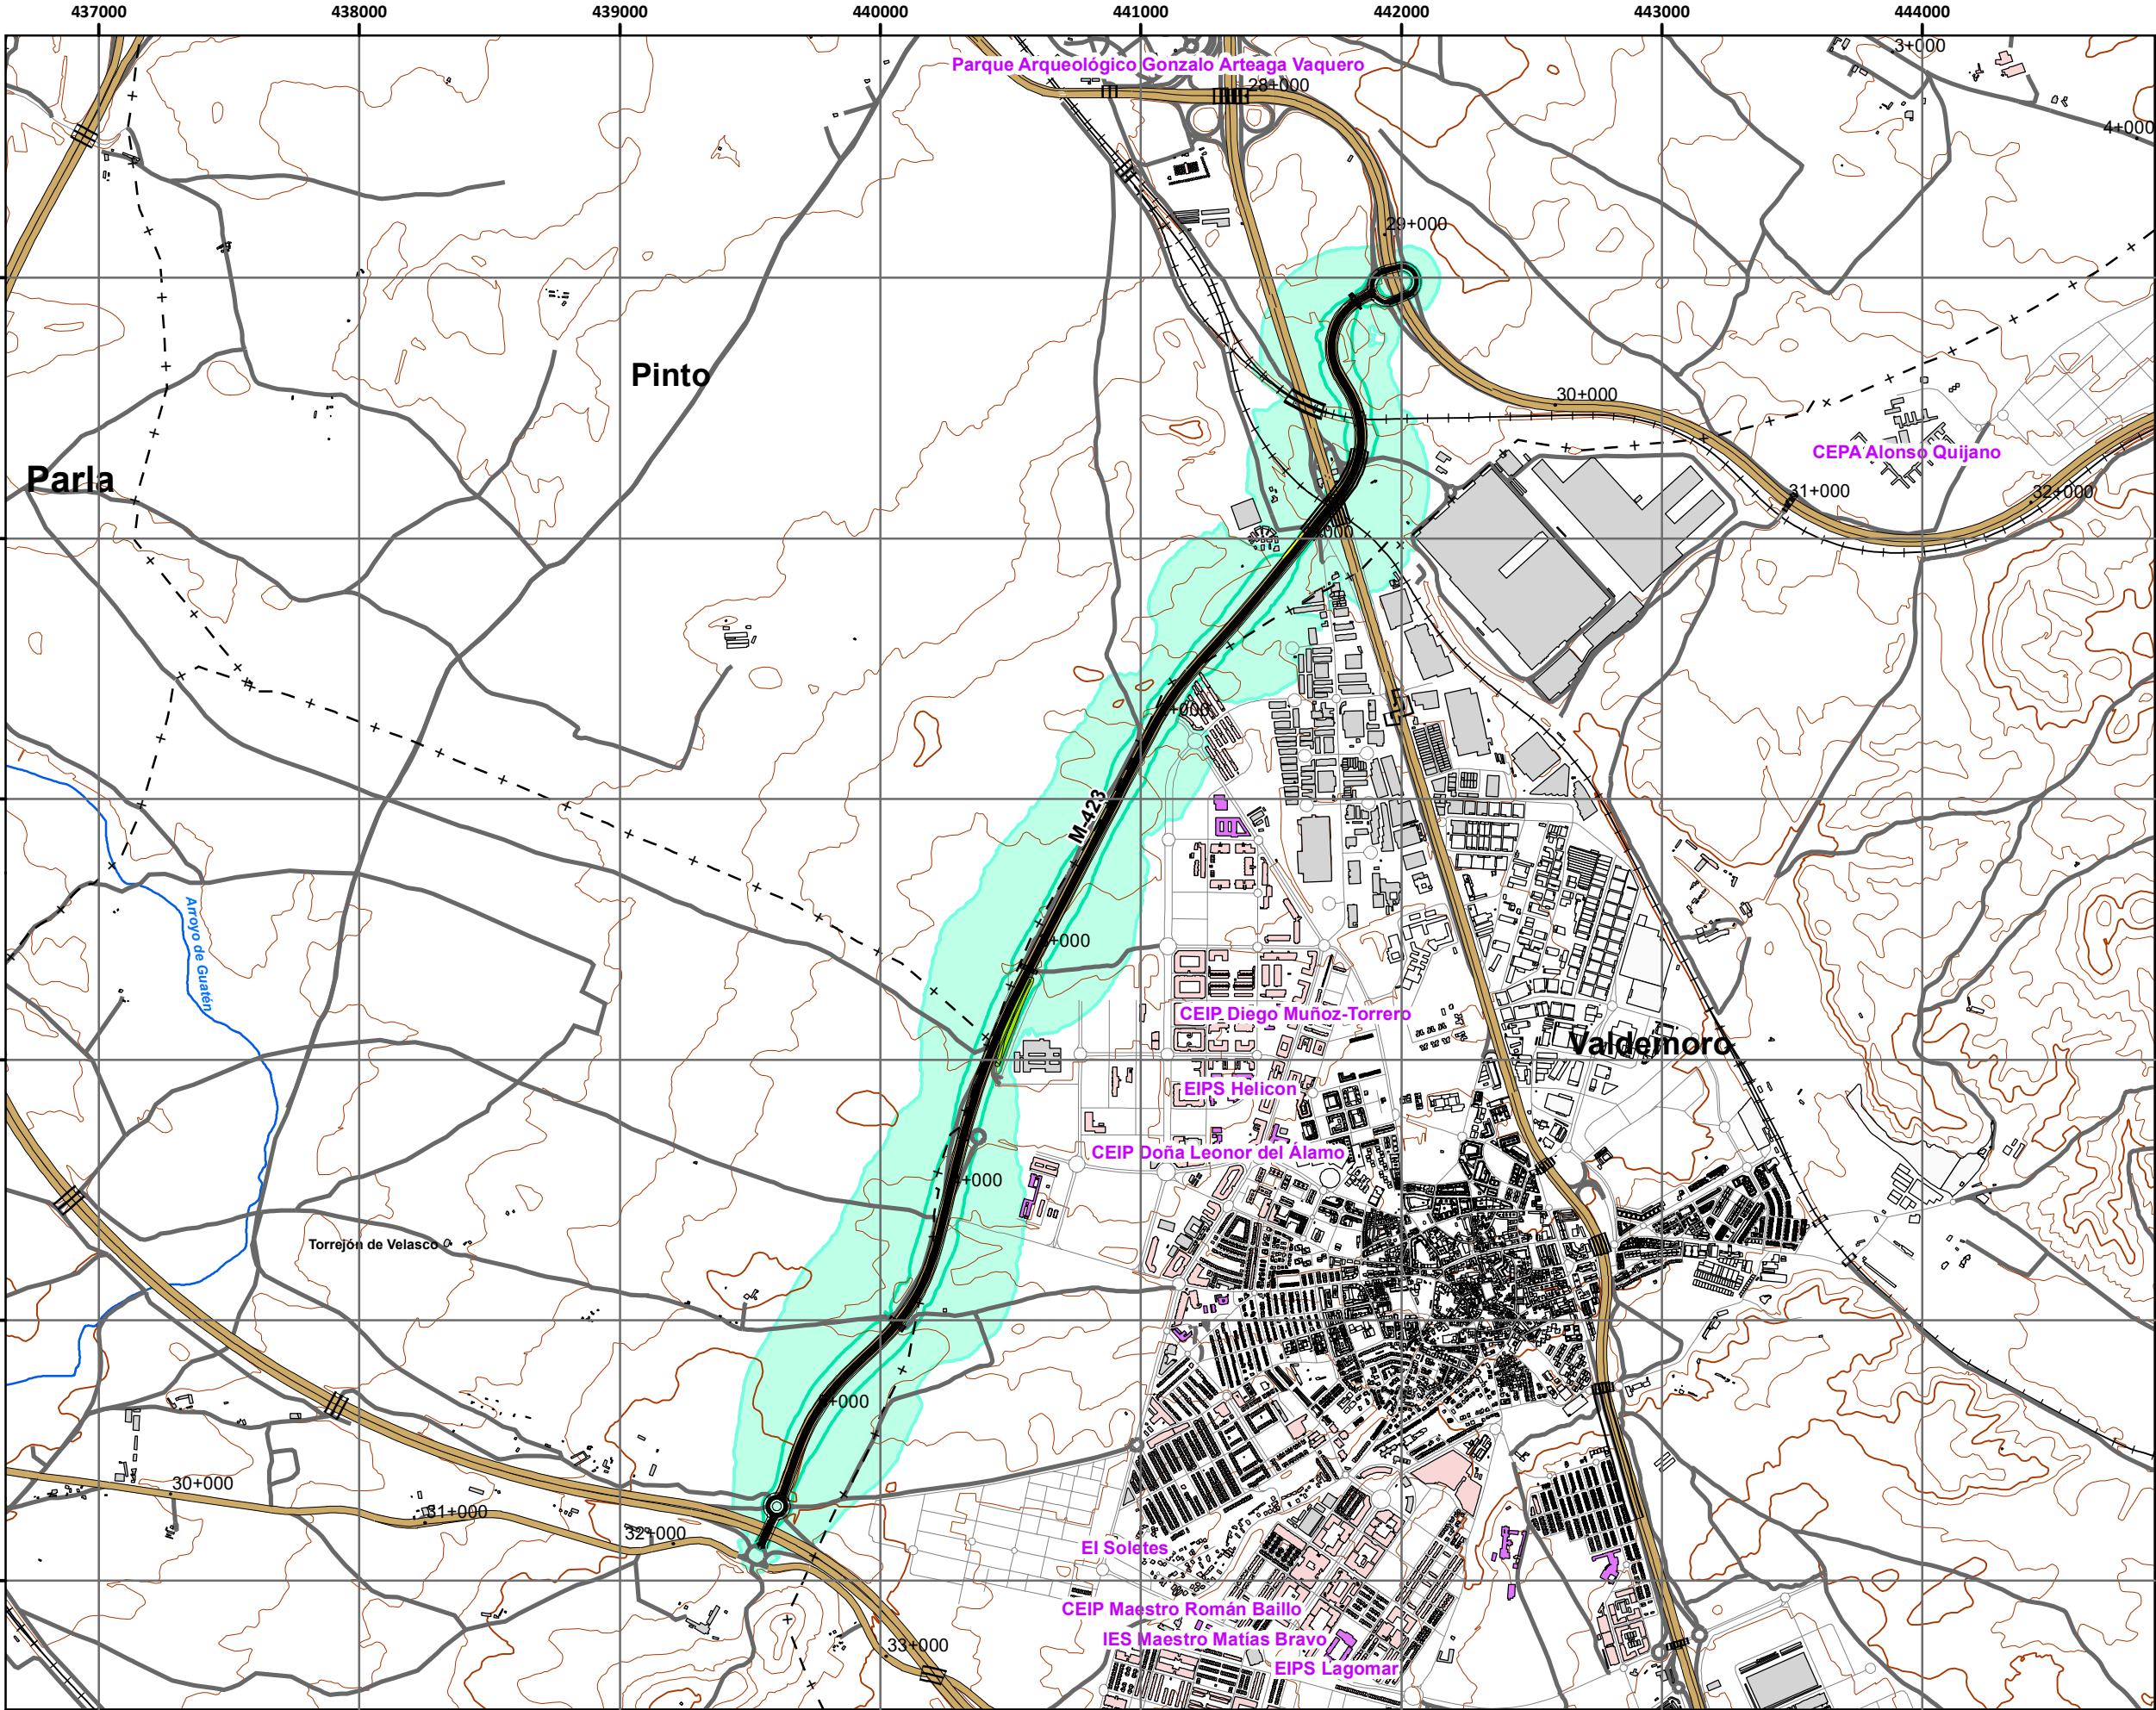 437000 438000 439000 440000 441000 442000 443000 444000
3+000
Parque Arqueológico Gonzalo Arteaga Vaquero
28+000
4+000
29+000
Pinto
30+000
CEPA Alonso Quijano
Parla
31+000
32+000
M-423
+000
Arroyo de Guatén
CEIP Diego Muñoz-Torrero
Valdemoro
EIPS Helicon
CEIP Doña Leonor del Álamo
+000
Torrejón de Velasco
+000
30+000
31+000
32+000
El Soletes
CEIP Maestro Román Baillo
IES Maestro Matías Bravo
33+000
EIPS Lagomar